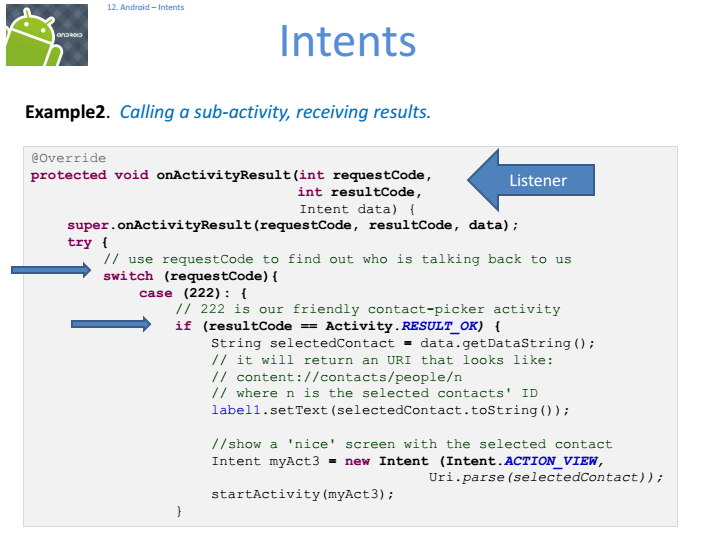 12. Android – Intents
ANDROID
Intents
Example2. Calling a sub-activity, receiving results.
@Override
protected void onActivityResult(int requestCode,
int resultCode,
Intent data) {
Listener
super.onActivityResult(requestCode, resultCode, data);
try {
// use requestCode to find out who is talking back to us
switch (requestCode){
case (222): {
// 222 is our friendly contact-picker activity
if (resultCode == Activity.RESULT_OK) {
String selectedContact = data.getDataString();
// it will return an URI that looks like:
// content://contacts/people/n
// where n is the selected contacts' ID
label1.setText(selectedContact.toString());
//show a 'nice' screen with the selected contact
Intent myAct3 = new Intent (Intent.ACTION_VIEW,
Uri.parse(selectedContact));
startActivity(myAct3);
}